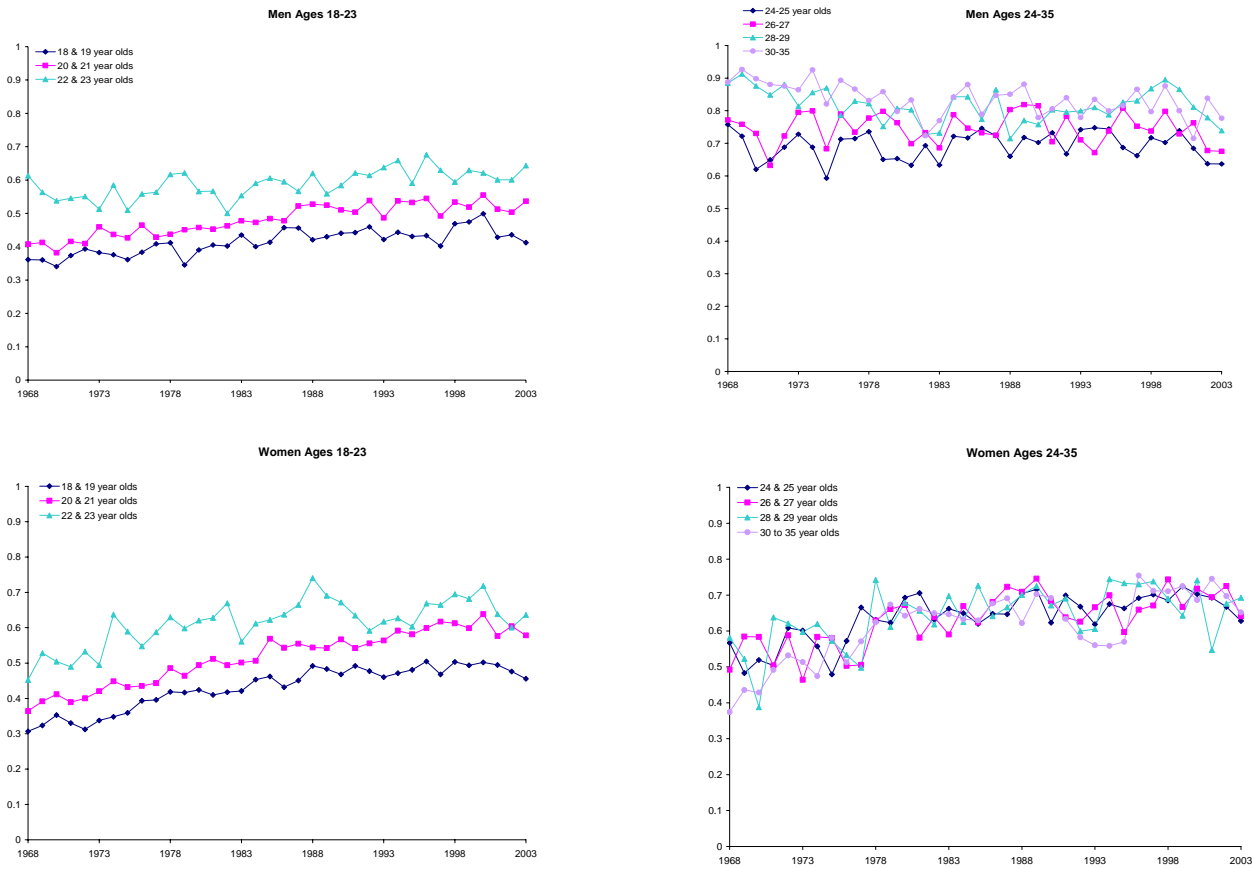 Men Ages 18-23
18 & 19 year olds
20 & 21 year olds
22 & 23 year olds
1
0.9
0.8
0.7
0.6
0.5
0.4
0.3
0.2
0.1
0
1968 1973 1978 1983 1988 1993 1998 2003
Men Ages 24-35
24-25 year olds
26-27
28-29
30-35
1
0.9
0.8
0.7
0.6
0.5
0.4
0.3
0.2
0.1
0
1968 1973 1978 1983 1988 1993 1998 2003
Women Ages 18-23
18 & 19 year olds
20 & 21 year olds
22 & 23 year olds
1
0.9
0.8
0.7
0.6
0.5
0.4
0.3
0.2
0.1
0
1968 1973 1978 1983 1988 1993 1998 2003
Women Ages 24-35
24 & 25 year olds
26 & 27 year olds
28 & 29 year olds
30 to 35 year olds
1
0.9
0.8
0.7
0.6
0.5
0.4
0.3
0.2
0.1
0
1968 1973 1978 1983 1988 1993 1998 2003